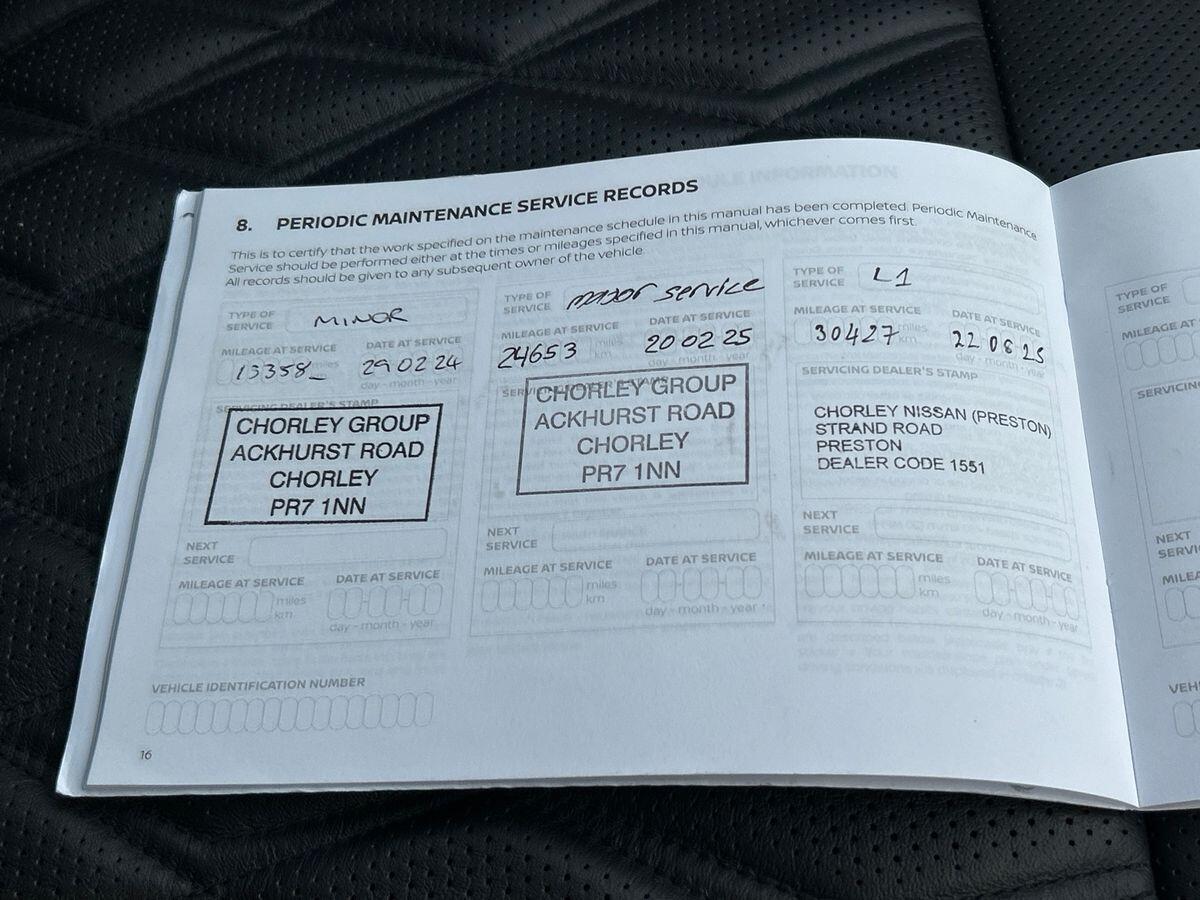 8. PERIODIC MAINTENANCE SERVICE RECORDS
This is to certify that the work specified on the maintenance schedule in this manual has been completed. Periodic Maintenance
Service should be performed either at the times or mileages specified in this manual, whichever comes first.
All records should be given to any subsequent owner of the vehicle.
TYPE OF
SERVICE
MINOR
MILEAGE AT SERVICE
DATE AT SERVICE
13358
miles
km
29 02 24
day - month - year
SERVICING DEALER'S STAMP
CHORLEY GROUP
ACKHURST ROAD
CHORLEY
PR7 1NN
NEXT
SERVICE
MILEAGE AT SERVICE
DATE AT SERVICE
miles
km
day - month - year
TYPE OF
SERVICE
major service
MILEAGE AT SERVICE
DATE AT SERVICE
24653
miles
km
20 02 25
day - month - year
SERVICING DEALER'S STAMP
CHORLEY GROUP
ACKHURST ROAD
CHORLEY
PR7 1NN
NEXT
SERVICE
MILEAGE AT SERVICE
DATE AT SERVICE
miles
km
day - month - year
TYPE OF
SERVICE
L1
MILEAGE AT SERVICE
DATE AT SERVICE
30427
miles
km
22 08 25
day - month - year
SERVICING DEALER'S STAMP
CHORLEY NISSAN (PRESTON)
STRAND ROAD
PRESTON
DEALER CODE 1551
NEXT
SERVICE
MILEAGE AT SERVICE
DATE AT SERVICE
miles
km
day - month - year
VEHICLE IDENTIFICATION NUMBER
16
TYPE OF
SERVICE
MILEAGE AT
SERVICING
NEXT